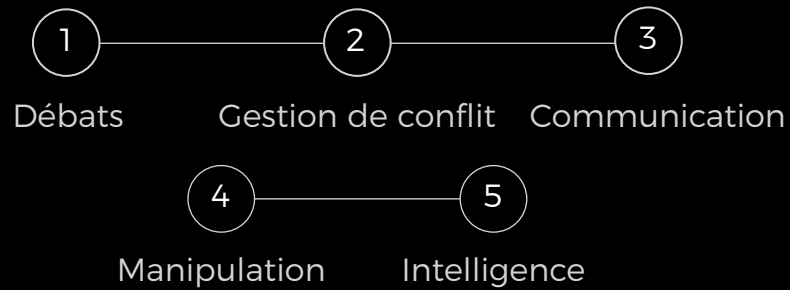 1 2 3
Débats Gestion de conflit Communication
4 5
Manipulation Intelligence